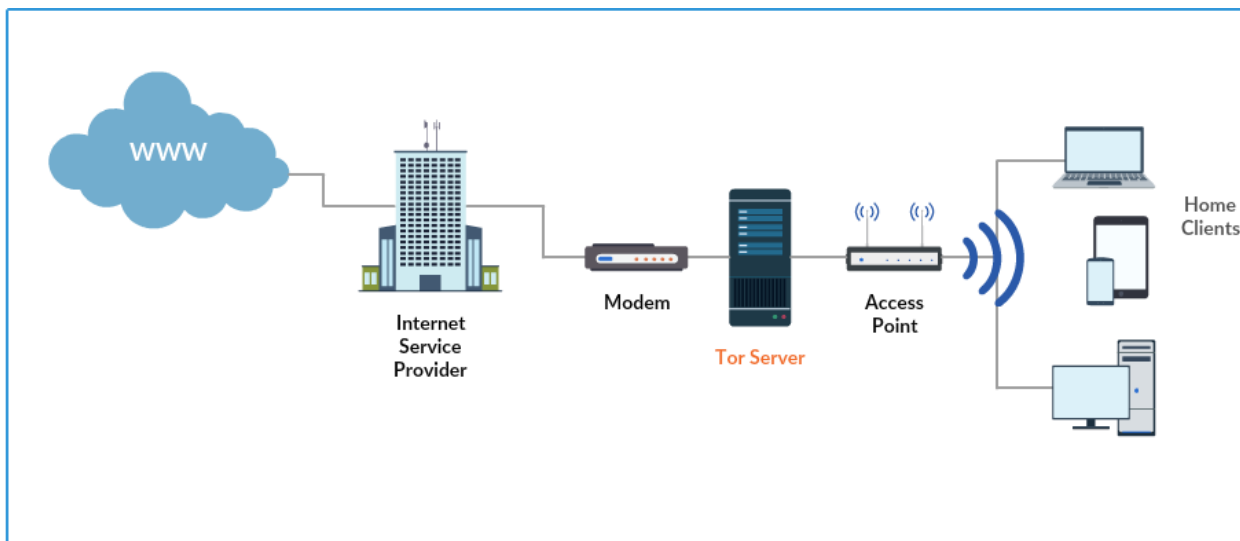 WWW
Internet
Service
Provider
Modem
Tor Server
Access
Point
Home
Clients